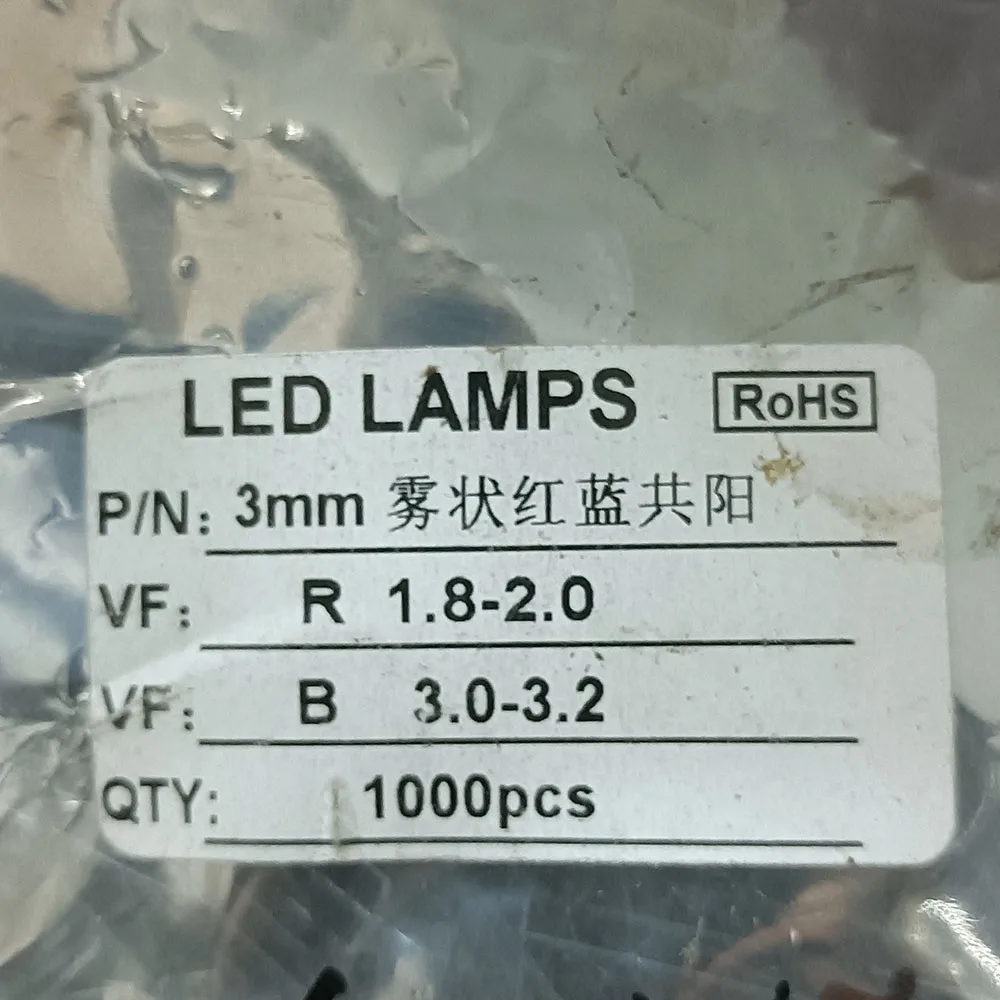 LED LAMPS RoHS
P/N: 3mm 雾状红蓝共阳
VF: R 1.8-2.0
VF: B 3.0-3.2
QTY: 1000pcs